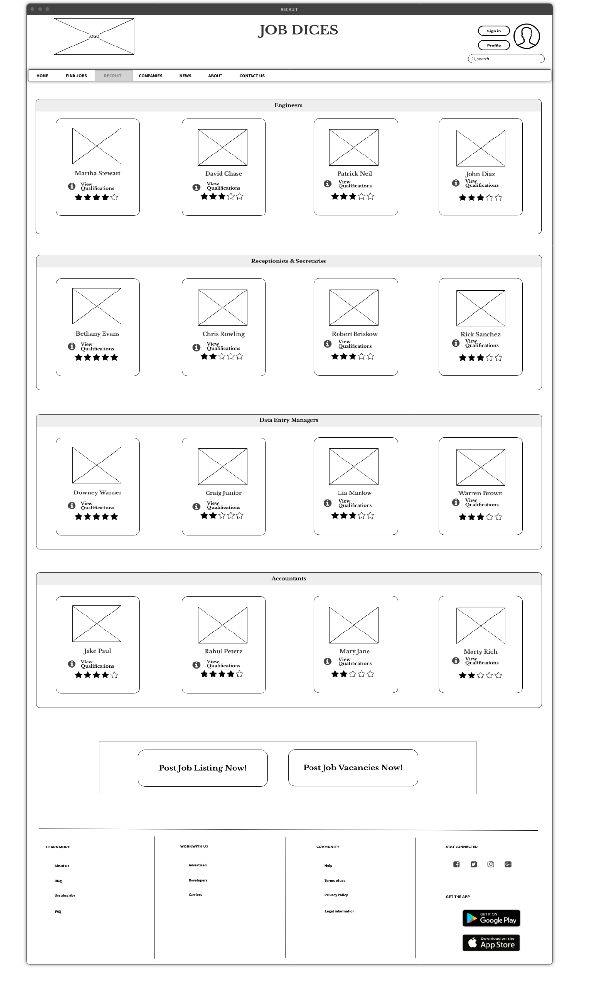 RECRUIT
LOGO
JOB DICES
Sign in
Profile
search
HOME FIND JOBS RECRUIT COMPANIES NEWS ABOUT CONTACT US
Engineers
Martha Stewart
View
Qualifications
David Chase
View
Qualifications
Patrick Neil
View
Qualifications
John Diaz
View
Qualifications
Receptionists & Secretaries
Bethany Evans
View
Qualifications
Chris Rowling
View
Qualifications
Robert Briskow
View
Qualifications
Rick Sanchez
View
Qualifications
Data Entry Managers
Downey Warner
View
Qualifications
Craig Junior
View
Qualifications
Lia Marlow
View
Qualifications
Warren Brown
View
Qualifications
Accountants
Jake Paul
View
Qualifications
Rahul Peterz
View
Qualifications
Mary Jane
View
Qualifications
Morty Rich
View
Qualifications
Post Job Listing Now!
Post Job Vacancies Now!
LEARN MORE
About us
Blog
Unsubscribe
FAQ
WORK WITH US
Advertisers
Developers
Carriers
COMMUNITY
Help
Terms of use
Privacy Policy
Legal information
STAY CONNECTED
GET THE APP
GET IT ON
Google Play
Download on the
App Store